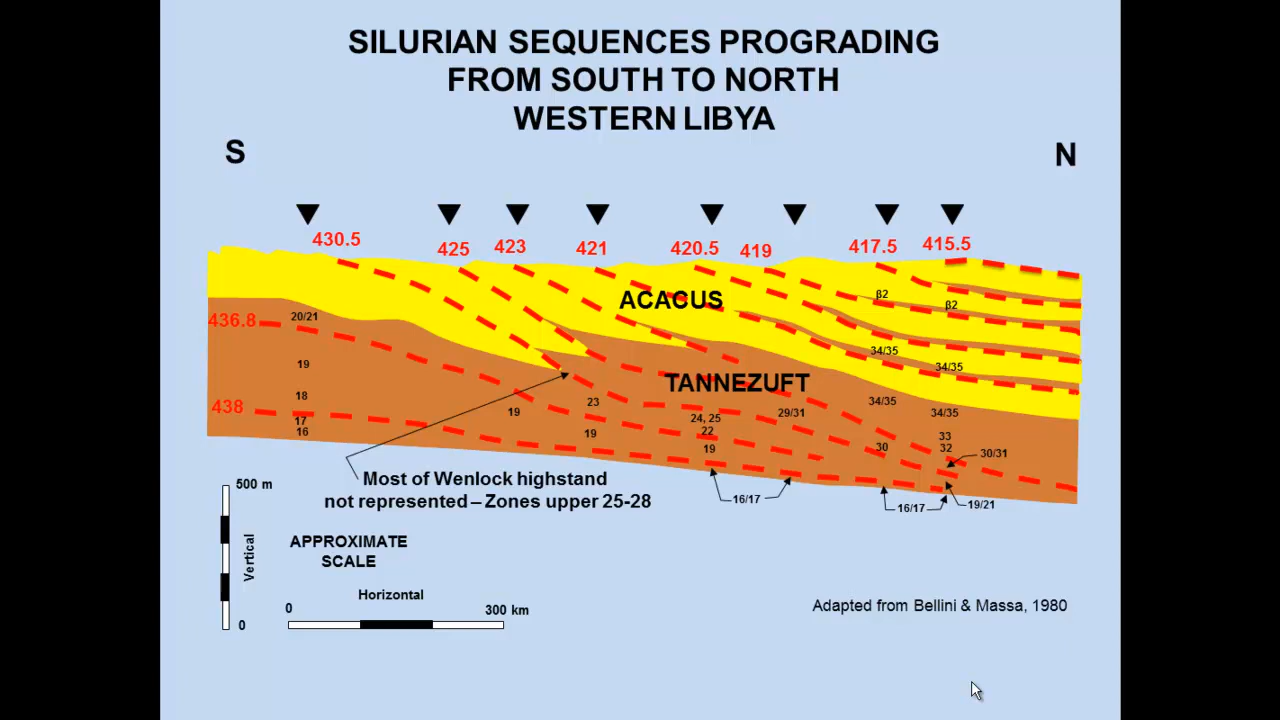 SILURIAN SEQUENCES PROGRADING
FROM SOUTH TO NORTH
WESTERN LIBYA
S
N
430.5
425
423
421
420.5
419
417.5
415.5
ACACUS
β2
β2
436.8
20/21
34/35
34/35
19
TANNEZUFT
18
438
17
16
19
23
19
24, 25
22
19
29/31
34/35
34/35
30
33
32
30/31
16/17
16/17
19/21
Most of Wenlock highstand
not represented – Zones upper 25-28
500 m
Vertical
0
APPROXIMATE
SCALE
Horizontal
0
300 km
Adapted from Bellini & Massa, 1980